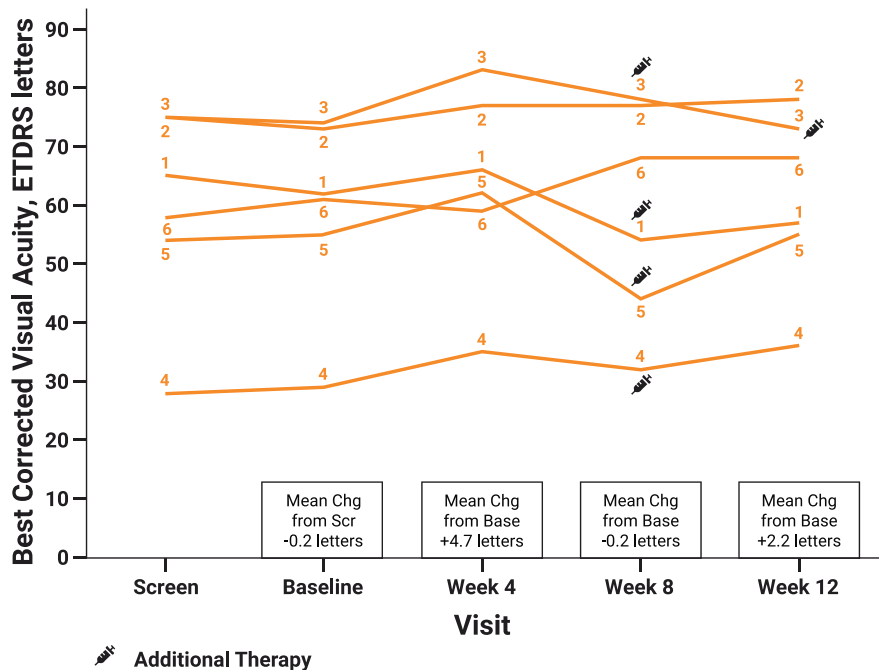 Best Corrected Visual Acuity, ETDRS letters
90
80
70
60
50
40
30
20
10
0
3
2
1
6
5
4
3
2
1
6
5
4
3
2
1
5
6
4
3
2
6
1
5
4
2
3
6
1
5
4
Mean Chg
from Scr
-0.2 letters
Mean Chg
from Base
+4.7 letters
Mean Chg
from Base
-0.2 letters
Mean Chg
from Base
+2.2 letters
Screen
Baseline
Week 4
Week 8
Week 12
Visit
Additional Therapy